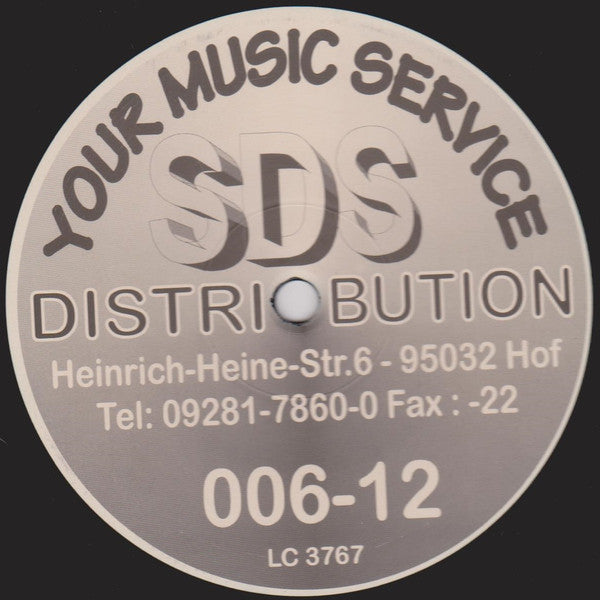 YOUR MUSIC SERVICE
SDS
DISTRIBUTION
Heinrich-Heine-Str.6 - 95032 Hof
Tel: 09281-7860-0 Fax : -22
006-12
LC 3767